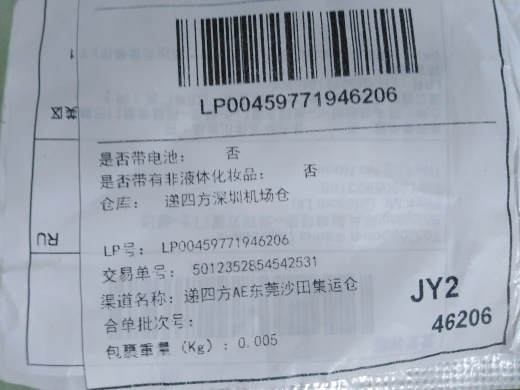 LP00459771946206
1
类区
是否带电池： 否
是否带有非液体化妆品： 否
仓库： 递四方深圳机场仓
RU
LP号： LP00459771946206
交易单号： 5012352854542531
渠道名称： 递四方AE东莞沙田集运仓
JY2
合单批次号：
46206
包裹重量（Kg）：0.005